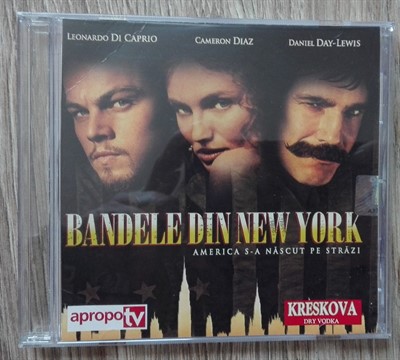 LEONARDO DI CAPRIO CAMERON DIAZ DANIEL DAY-LEWIS
BANDELE DIN NEW YORK
AMERICA S-A NĂSCUT PE STRĂZI
apropo tv
KRËSKOVA
DRY VODKA